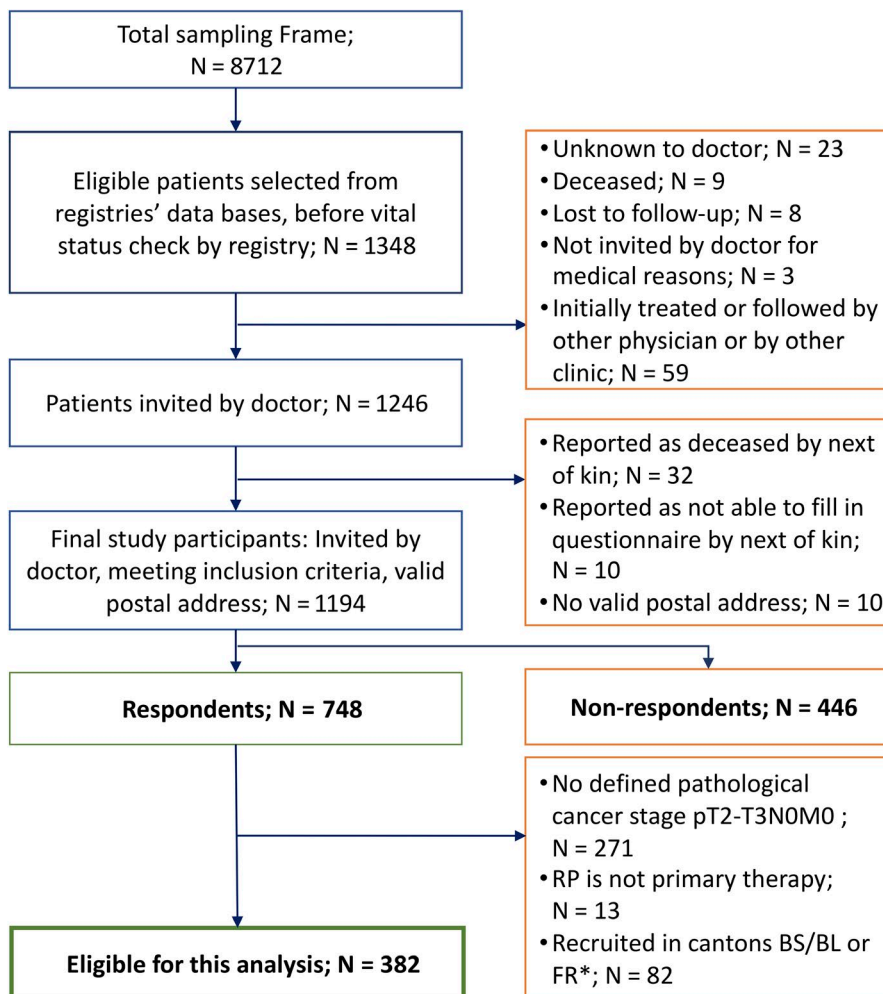 Total sampling Frame;
N = 8712
Eligible patients selected from
registries’ data bases, before vital
status check by registry; N = 1348
• Unknown to doctor; N = 23
• Deceased; N = 9
• Lost to follow-up; N = 8
• Not invited by doctor for
medical reasons; N = 3
• Initially treated or followed by
other physician or by other
clinic; N = 59
Patients invited by doctor; N = 1246
• Reported as deceased by next
of kin; N = 32
• Reported as not able to fill in
questionnaire by next of kin;
N = 10
• No valid postal address; N = 10
Final study participants: Invited by
doctor, meeting inclusion criteria, valid
postal address; N = 1194
Respondents; N = 748
Non-respondents; N = 446
• No defined pathological
cancer stage pT2-T3N0M0 ;
N = 271
• RP is not primary therapy;
N = 13
• Recruited in cantons BS/BL or
FR*; N = 82
Eligible for this analysis; N = 382